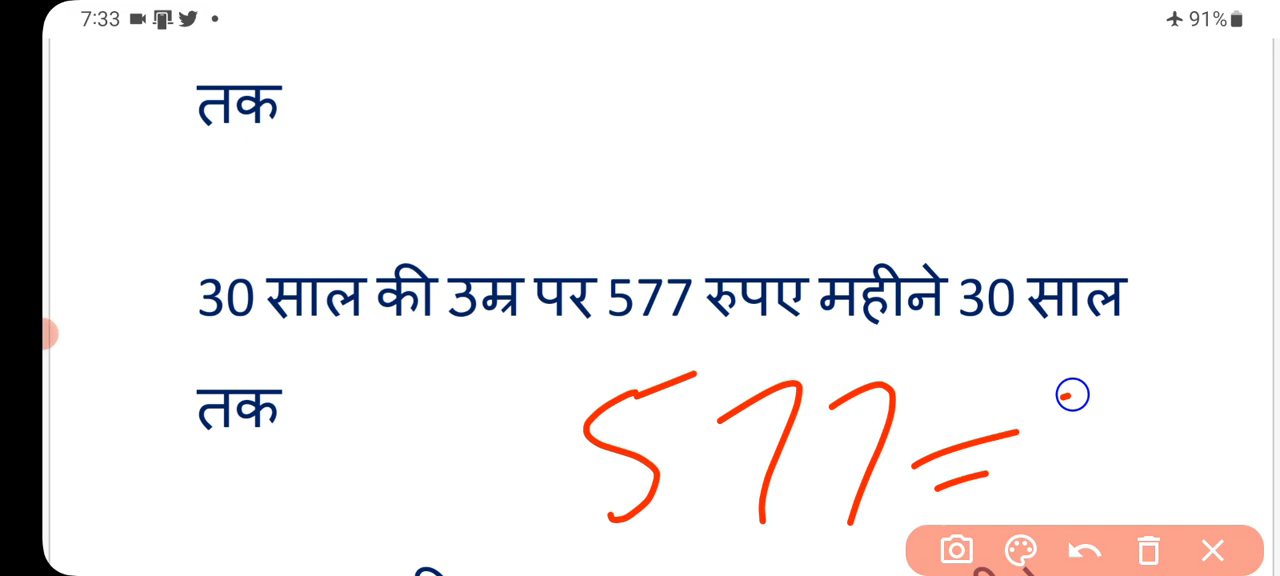 7:33
91%
तक
30 साल की उम्र पर 577 रुपए महीने 30 साल
तक
577=